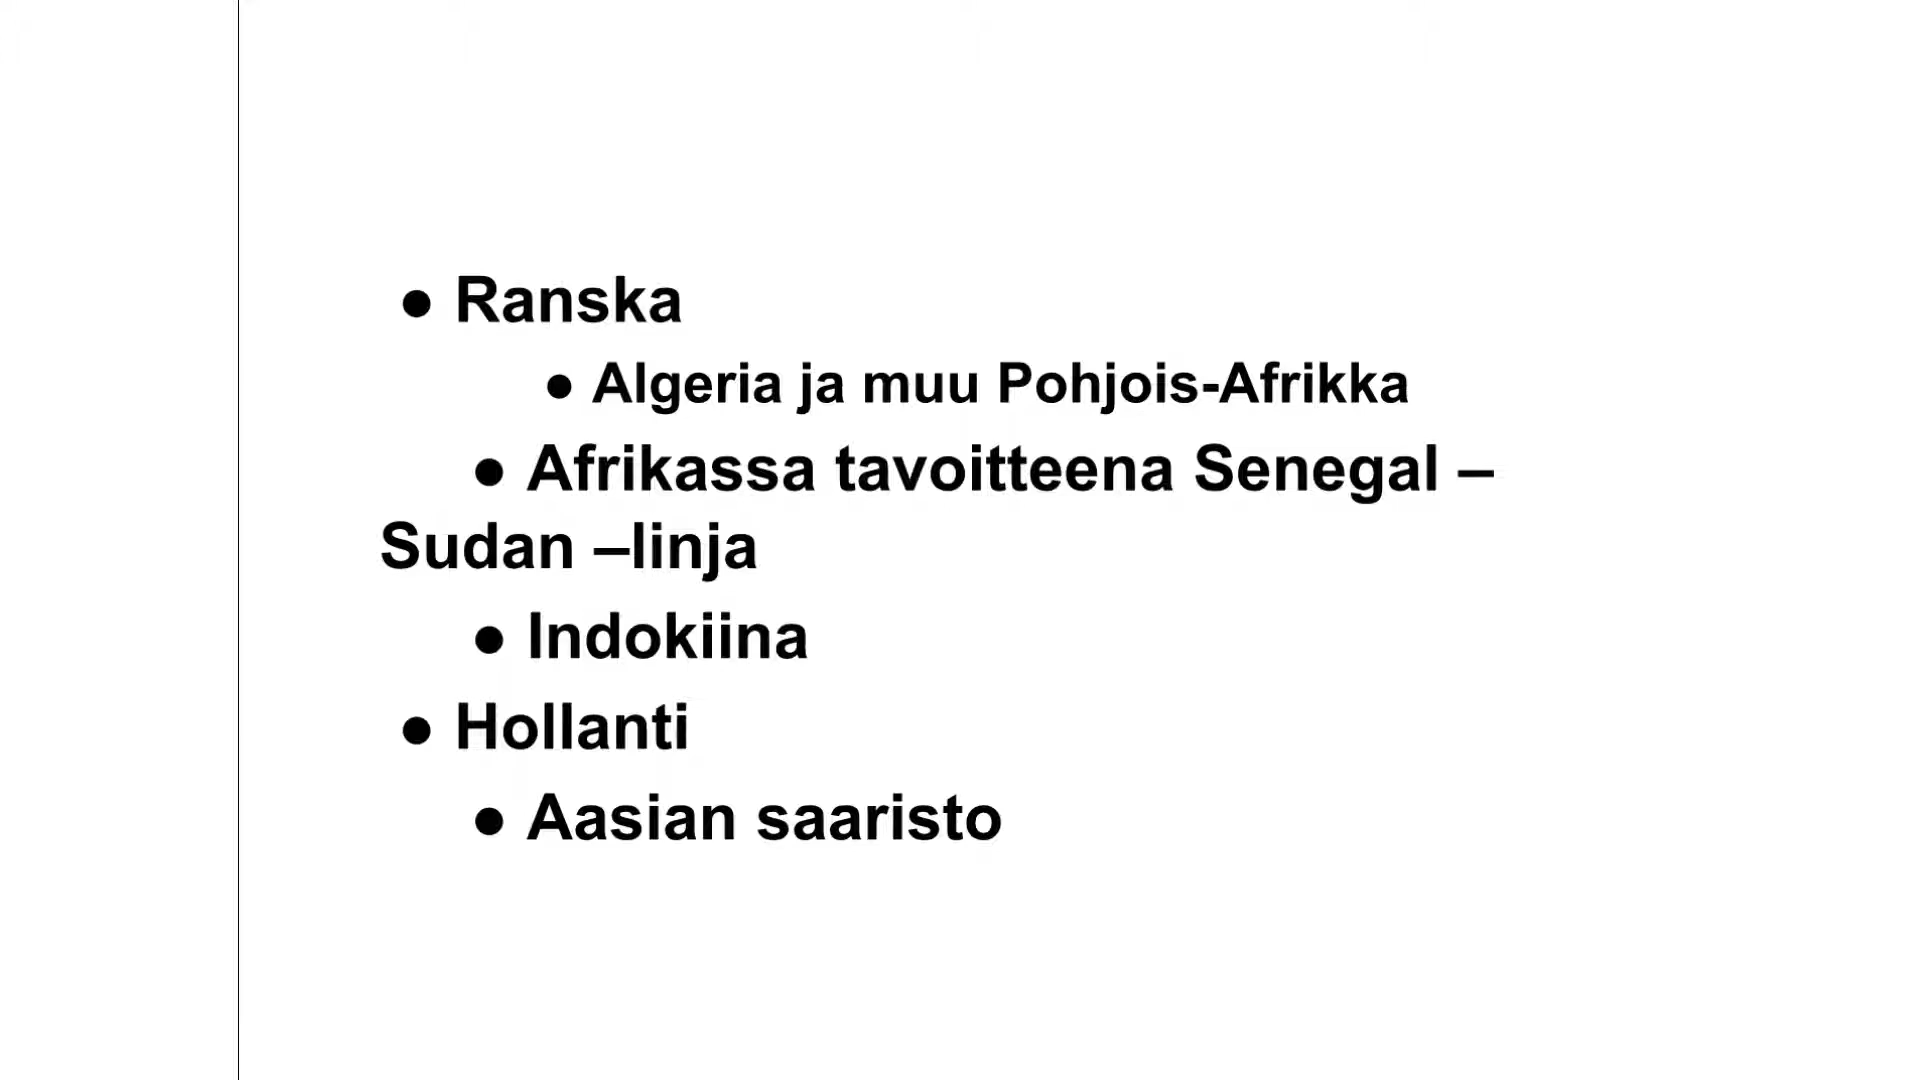 ● Ranska
● Algeria ja muu Pohjois-Afrikka
● Afrikassa tavoitteena Senegal –
Sudan –linja
● Indokiina
● Hollanti
● Aasian saaristo